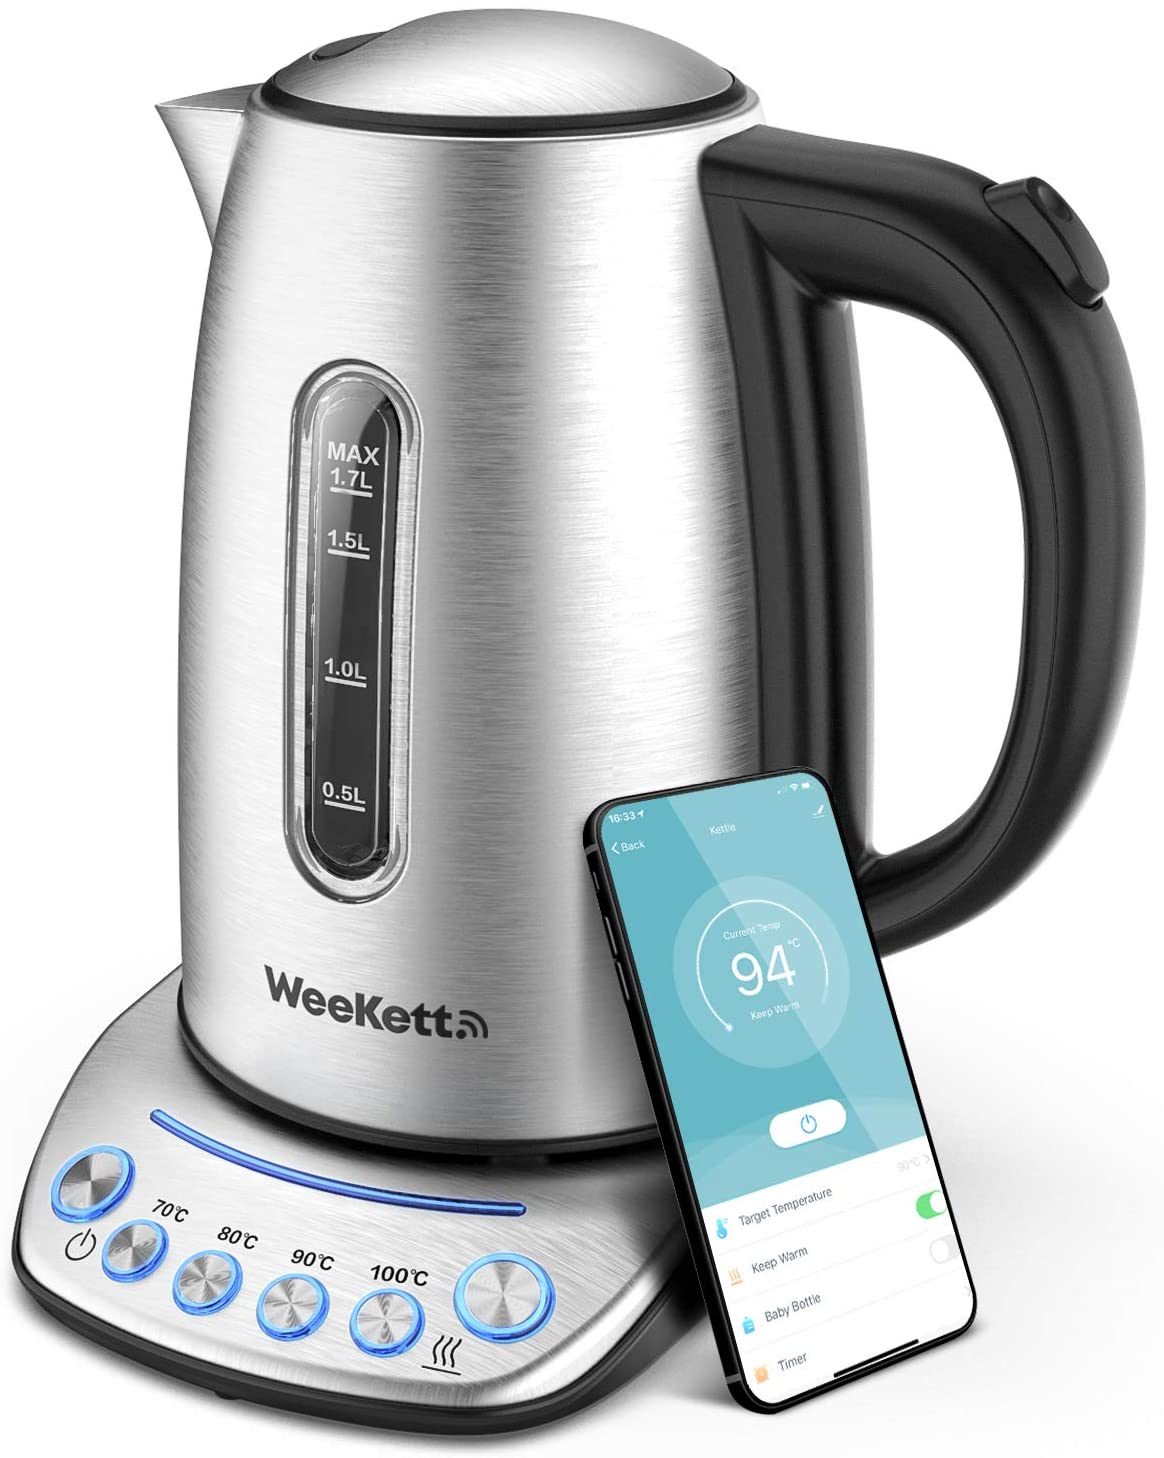 MAX
1.7L
1.5L
1.0L
0.5L
WeeKett
70°C
80°C
90°C
100°C
16:33
Back
Kettle
Current Temp
94°C
Keep Warm
Target Temperature
90°C
Keep Warm
Baby Bottle
Timer